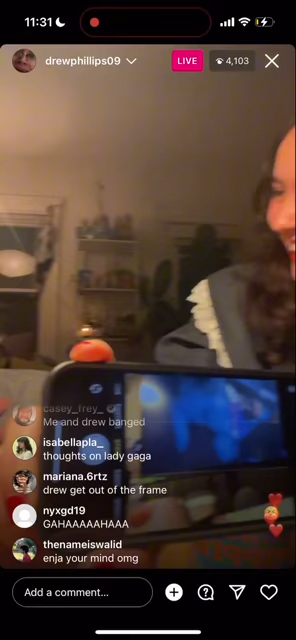 11:31
drewphillips09
LIVE
4,103
casey_frey_
Me and drew banged
isabellapla_
thoughts on lady gaga
mariana.6rtz
drew get out of the frame
nyxgd19
GAHAAAAAHAAA
thenameiswalid
enja your mind omg
Add a comment...